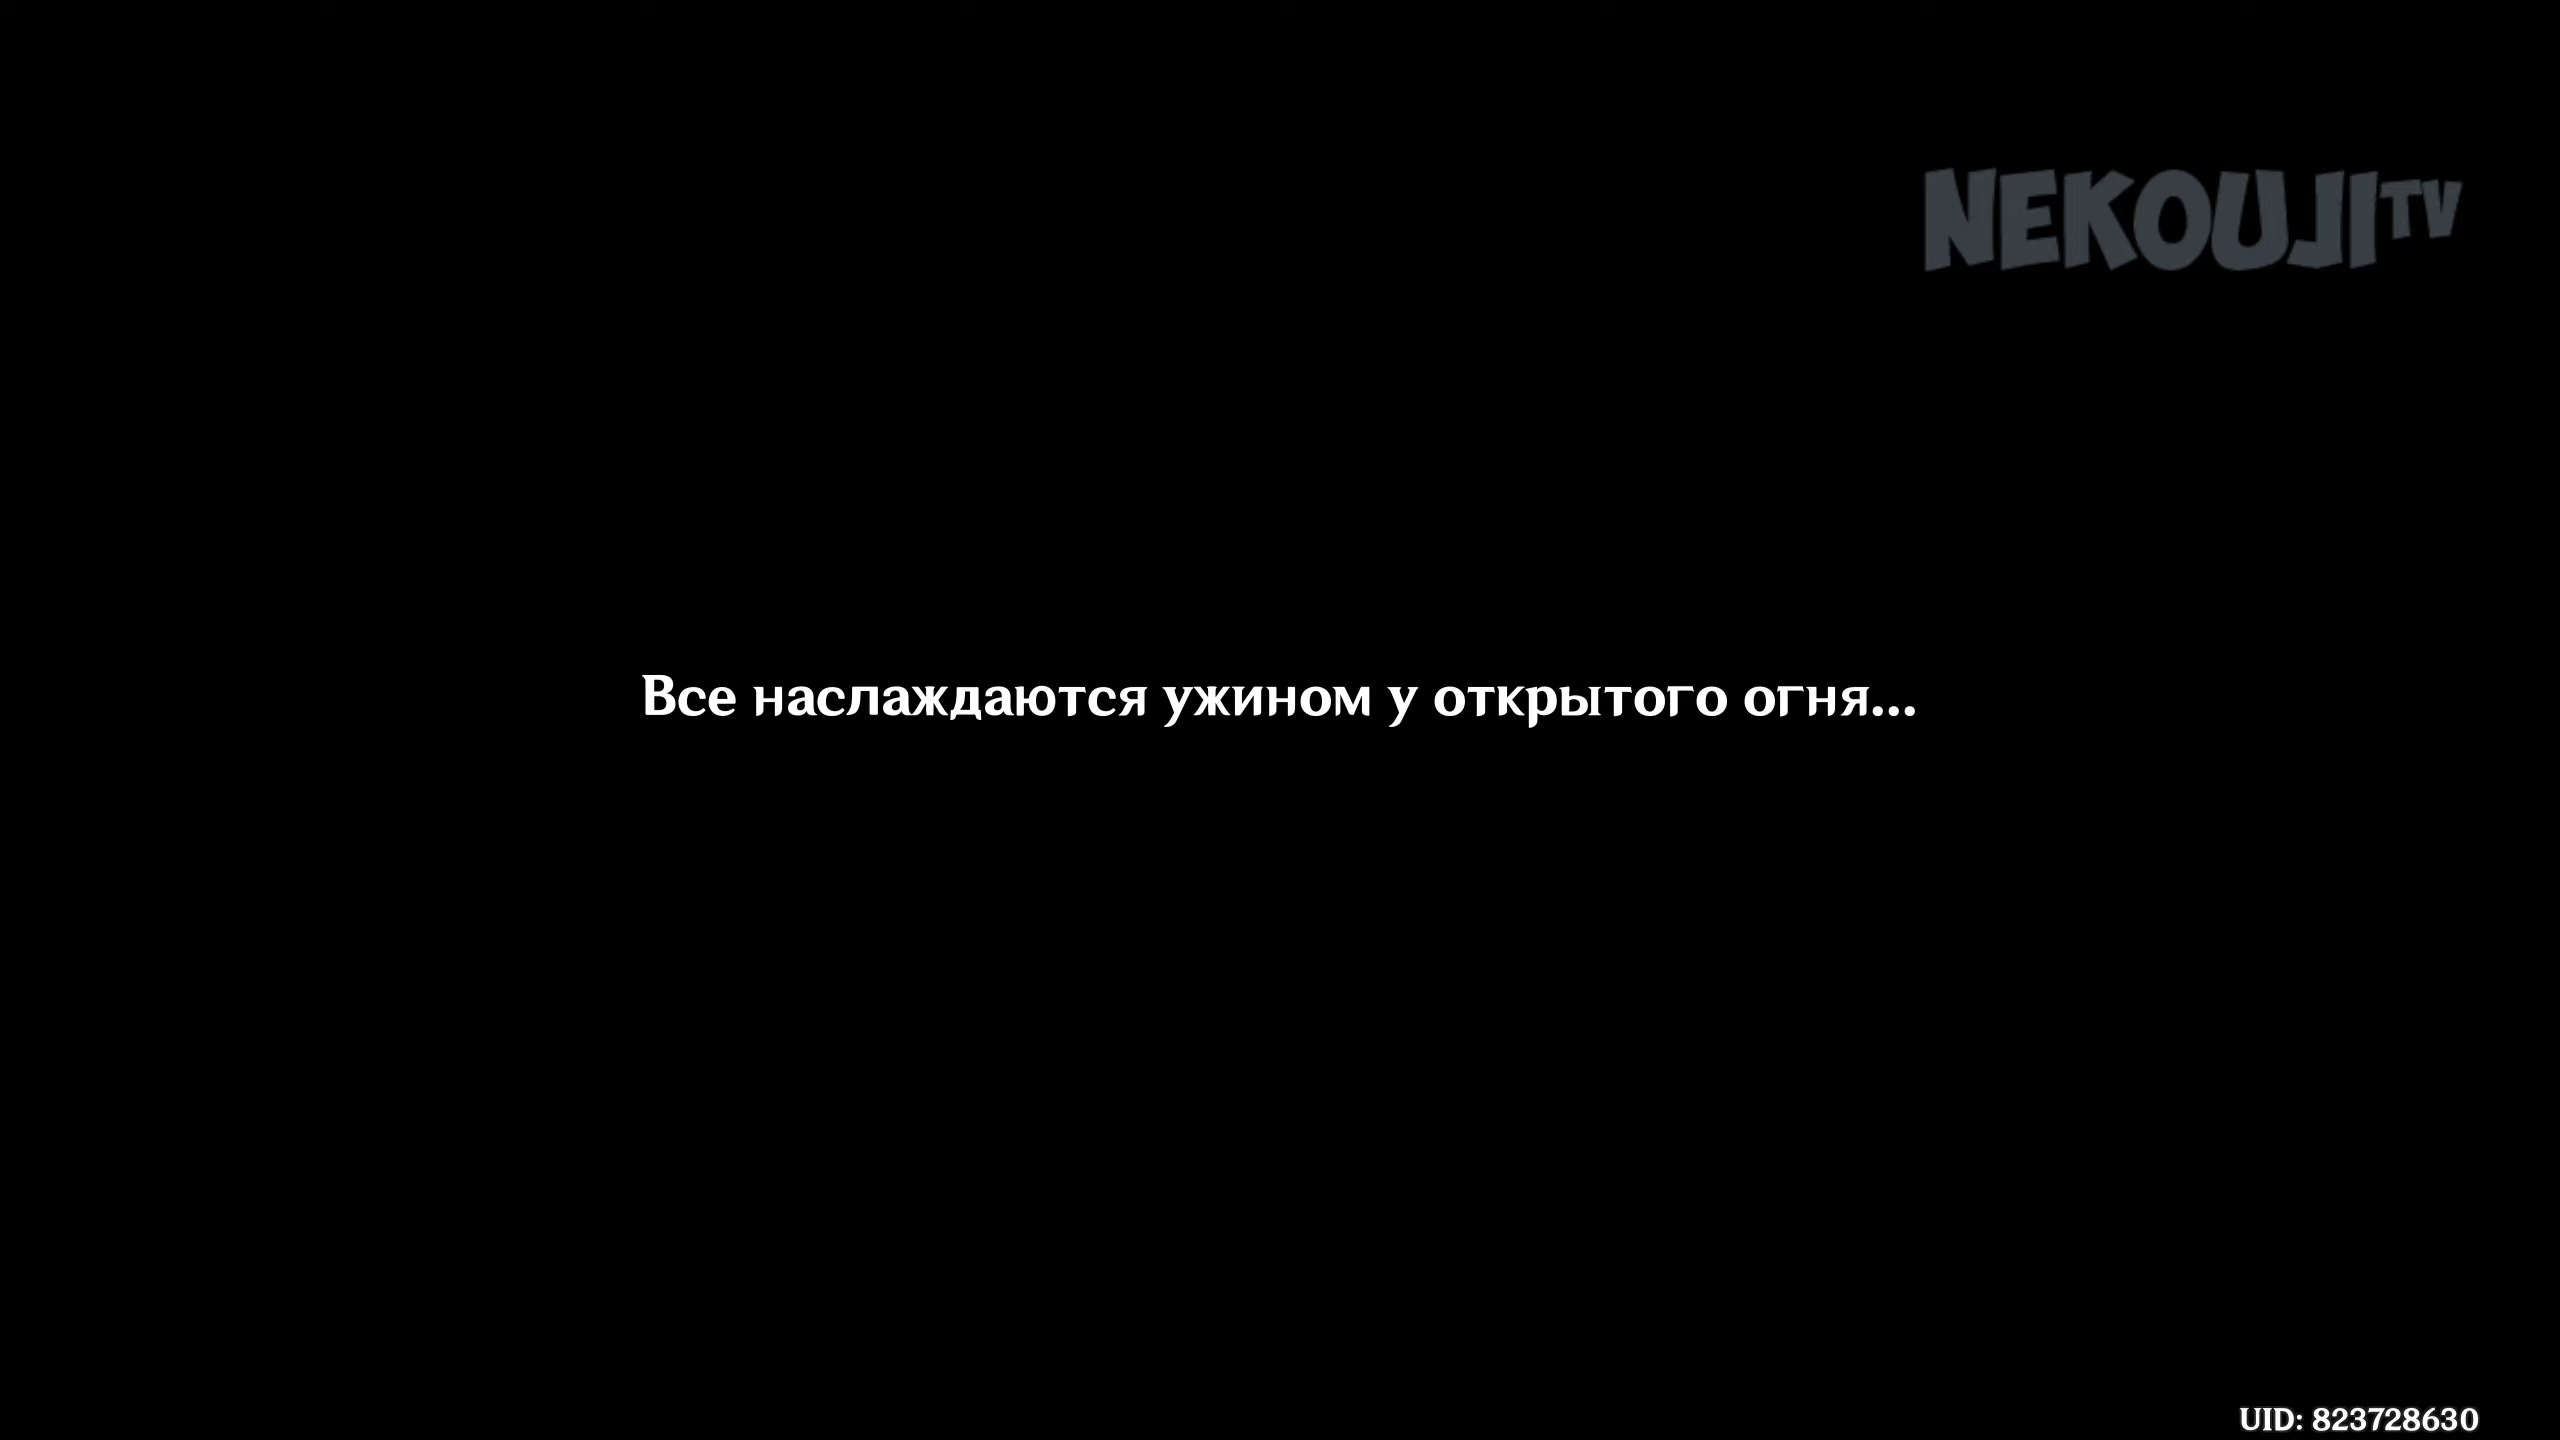 NEKOUJI TV
Все наслаждаются ужином у открытого огня...
UID: 823728630